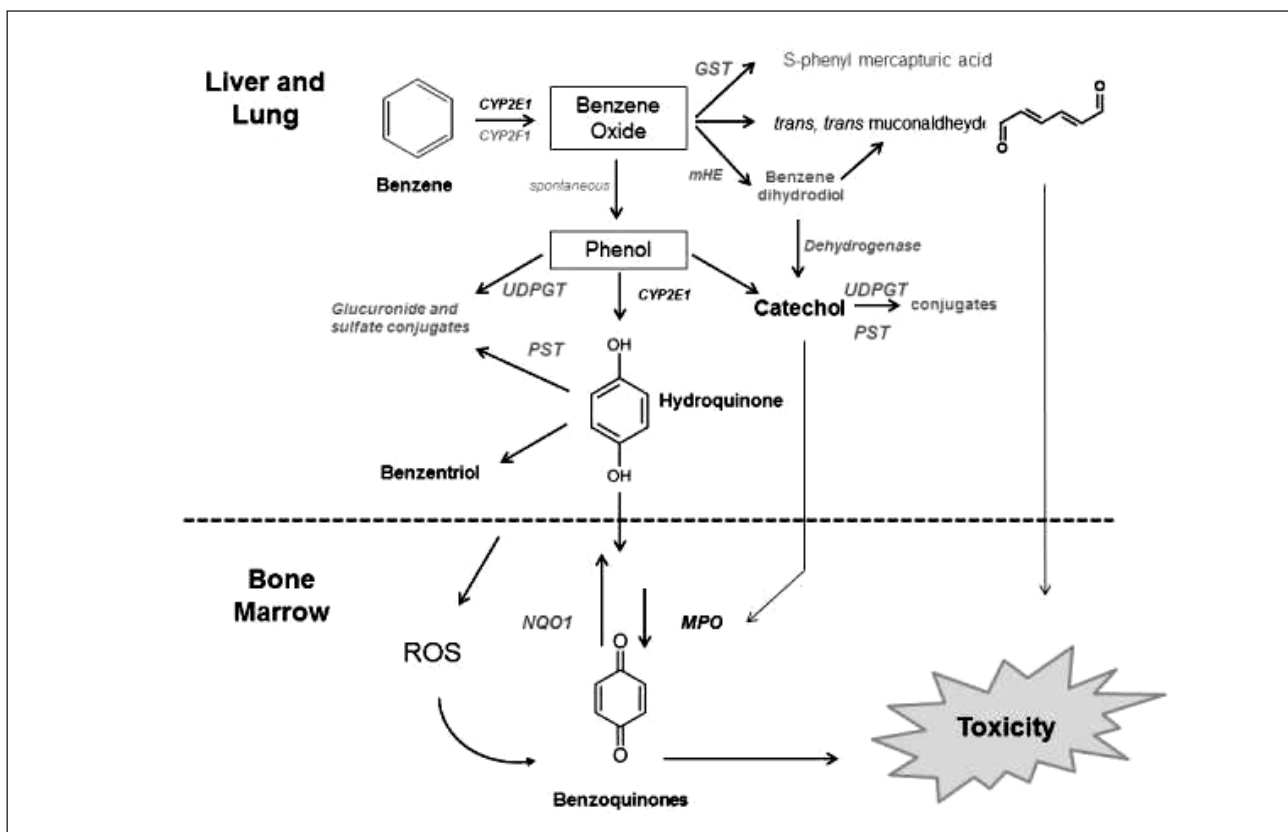 Liver and
Lung
Benzene
CYP2E1
CYP2F1
Benzene
Oxide
GST
S-phenyl mercapturic acid
trans, trans muconaldheyde
O
O
mHE
Benzene
dihydrodiol
spontaneous
Phenol
Dehydrogenase
UDPGT
CYP2E1
Catechol
UDPGT
PST
conjugates
Glucuronide and
sulfate conjugates
PST
OH
Hydroquinone
OH
Benzentriol
Bone
Marrow
ROS
NQO1
MPO
O
O
Benzoquinones
Toxicity